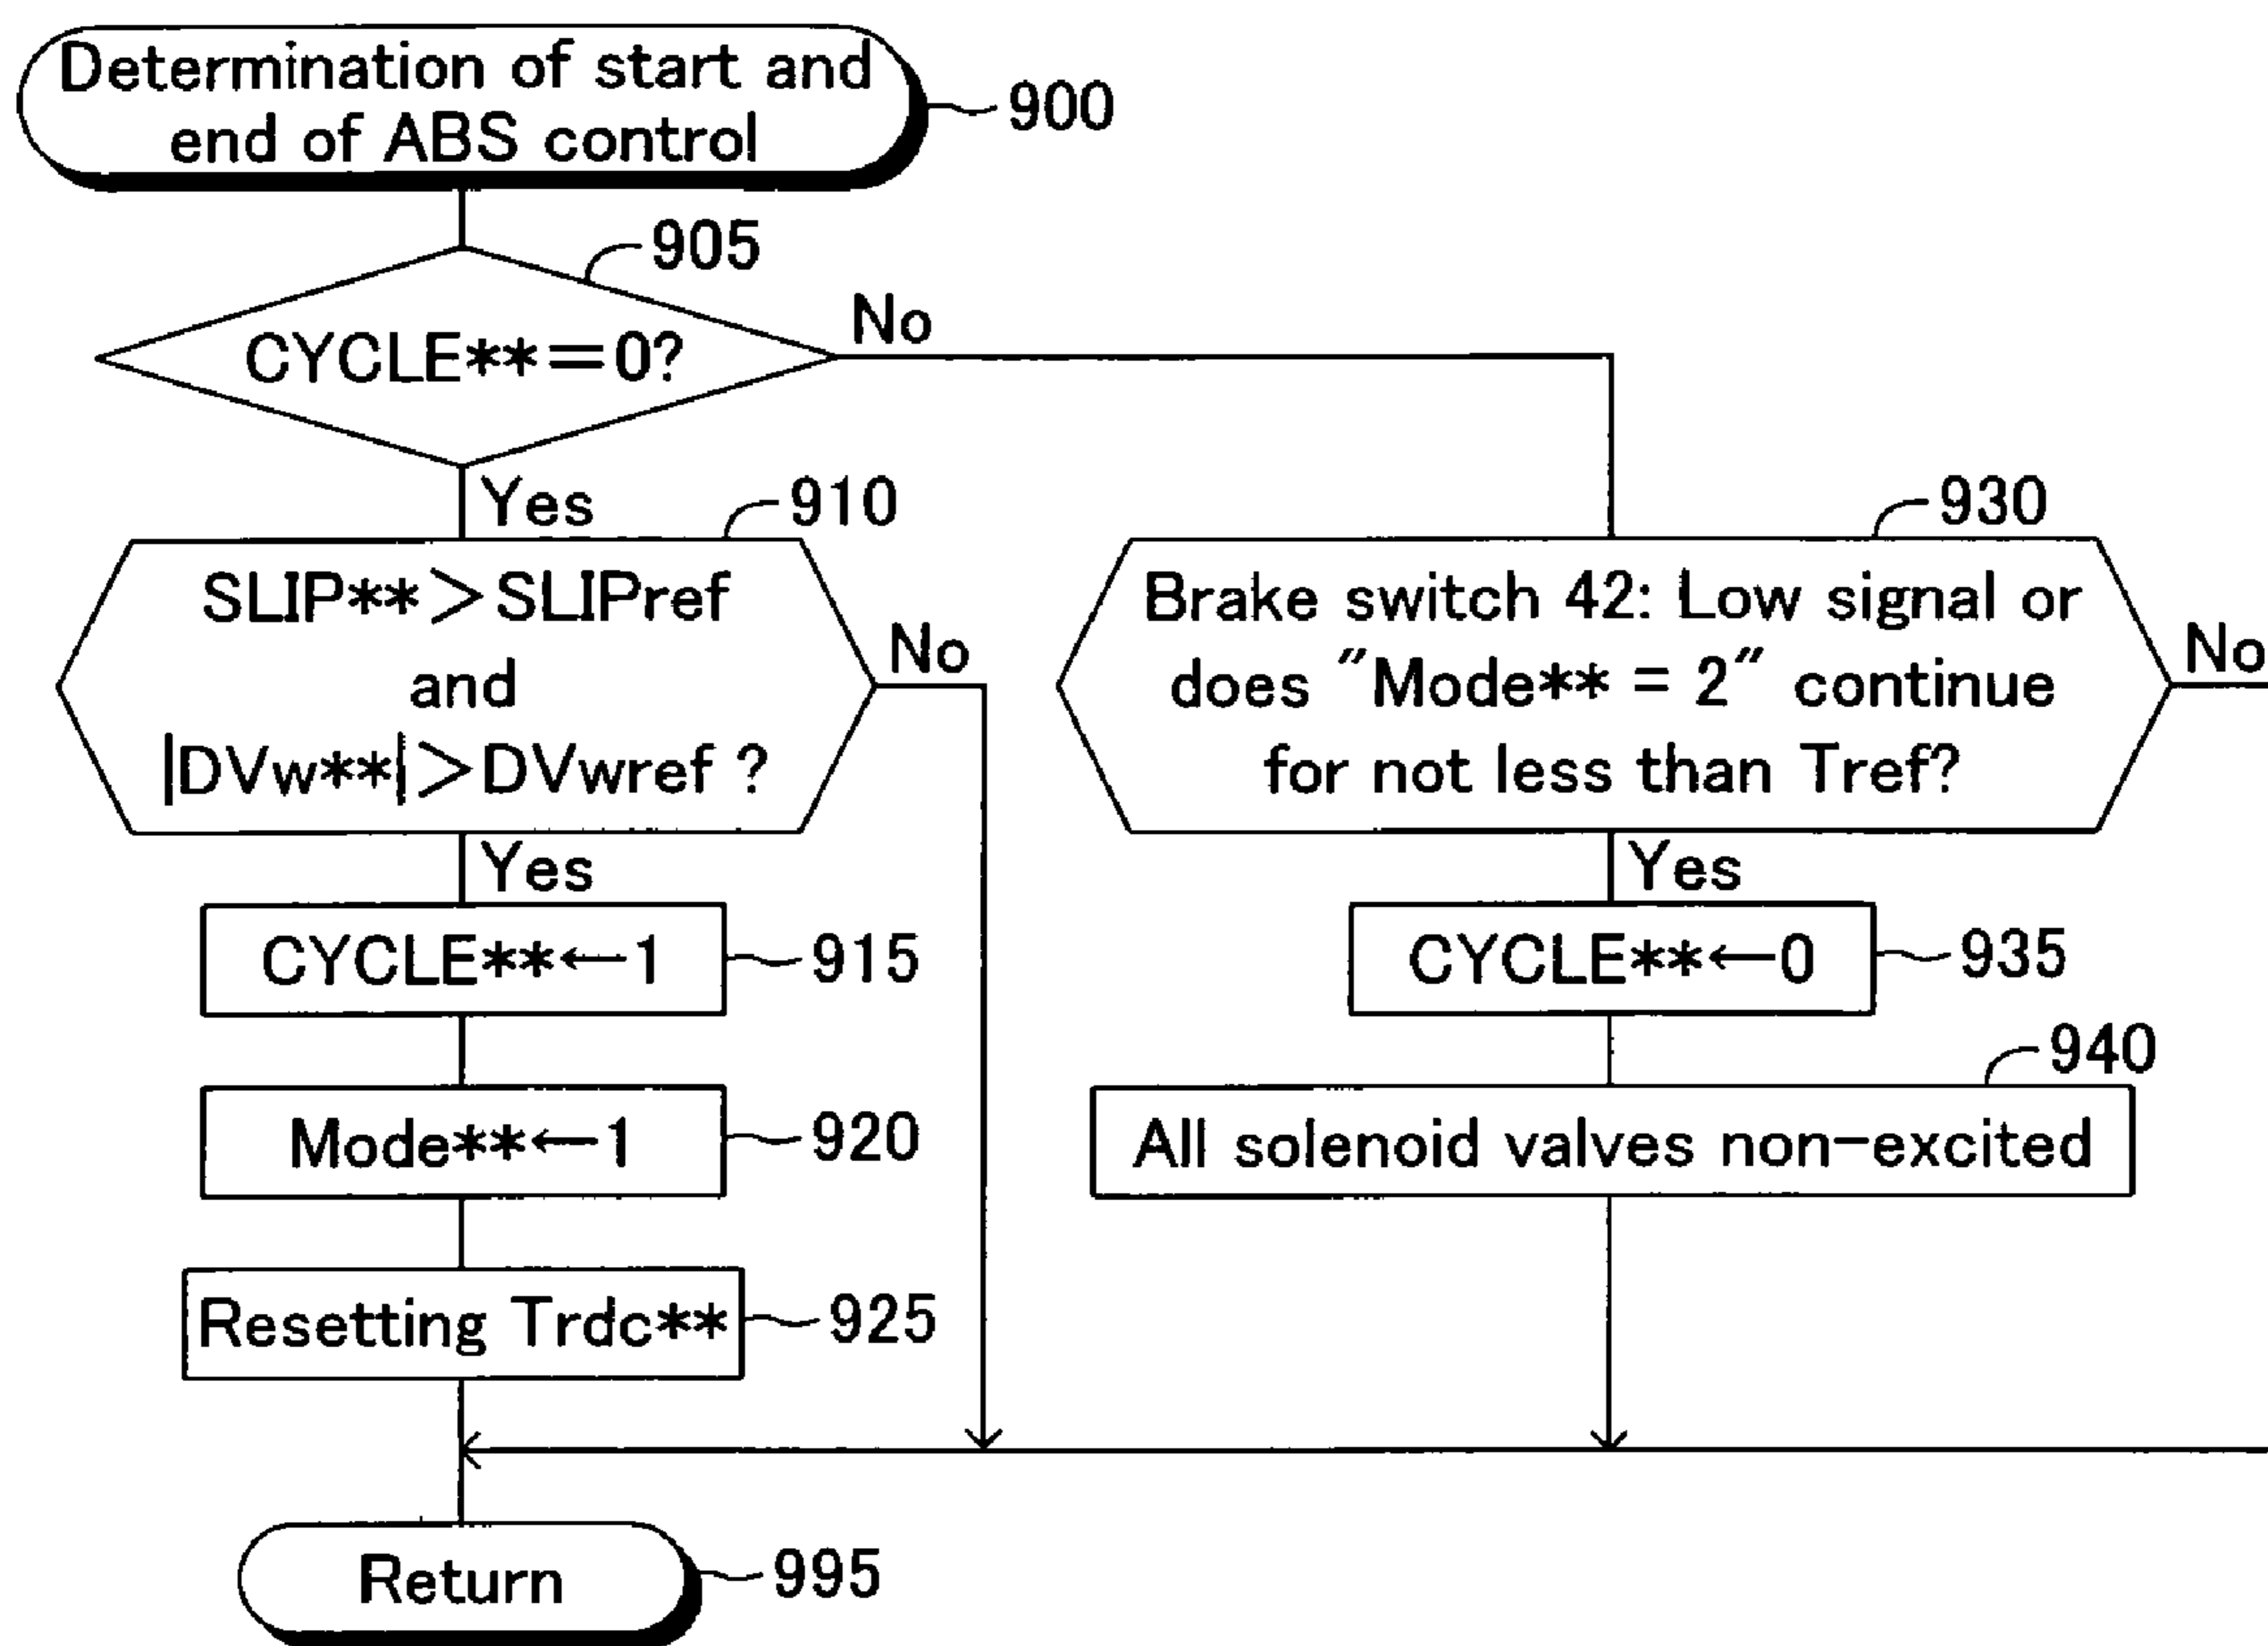 Determination of start and
end of ABS control
900
905
CYCLE**=0?
No
Yes
910
SLIP**>SLIPref
and
|DVw**|>DVwref ?
No
930
Brake switch 42: Low signal or
does "Mode** = 2" continue
for not less than Tref?
No
Yes
CYCLE**←1
915
Yes
CYCLE**←0
935
Mode**←1
920
940
All solenoid valves non-excited
Resetting Trdc**
925
Return
995